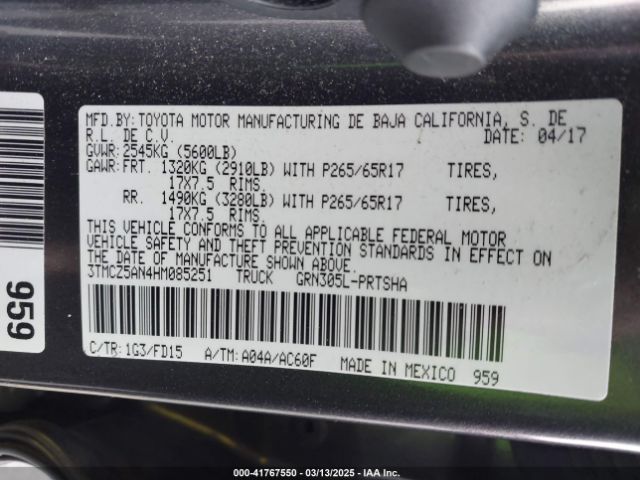 MFD.BY: TOYOTA MOTOR MANUFACTURING DE BAJA CALIFORNIA, S. DE
R.L. DE C.V. DATE: 04/17
GVWR: 2545KG (5600LB)
GAWR: FRT. 1320KG (2910LB) WITH P265/65R17 TIRES,
17X7.5 RIMS,
RR. 1490KG (3280LB) WITH P265/65R17 TIRES,
17X7.5 RIMS.
THIS VEHICLE CONFORMS TO ALL APPLICABLE FEDERAL MOTOR
VEHICLE SAFETY AND THEFT PREVENTION STANDARDS IN EFFECT ON
THE DATE OF MANUFACTURE SHOWN ABOVE.
3TMCZ5AN4HM085251 TRUCK GRN305L-PRTSHA
C/TR: 1G3/FD15 A/TM: A04A/AC60F MADE IN MEXICO 959
959
000-41767550 | 03/13/2025 | IAA Inc.